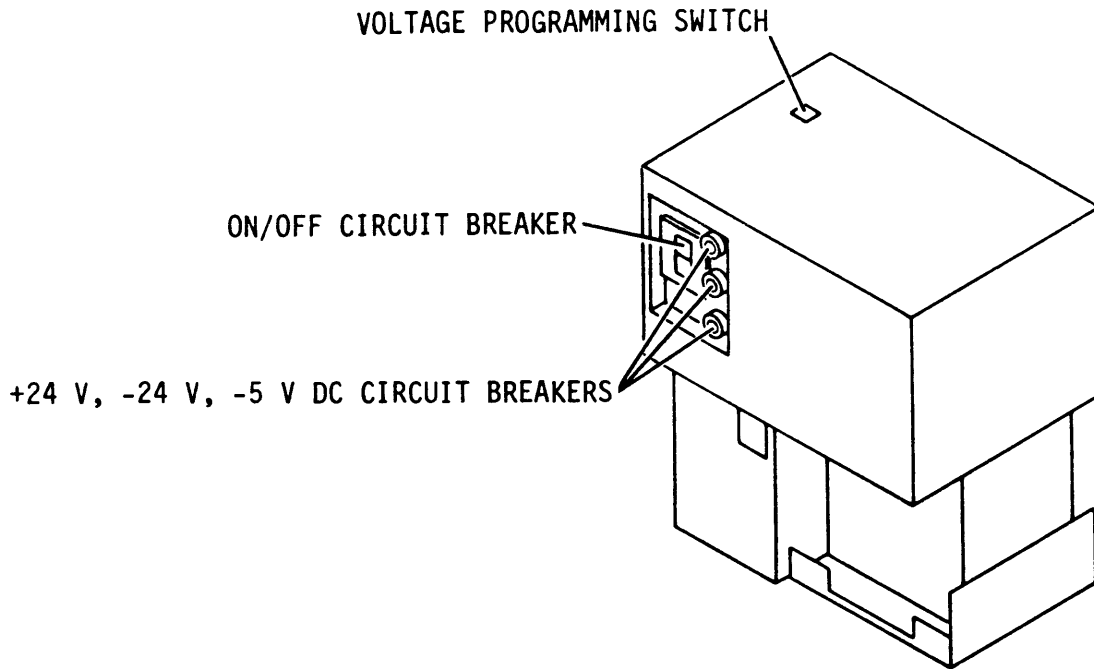 VOLTAGE PROGRAMMING SWITCH
ON/OFF CIRCUIT BREAKER
+24 V, -24 V, -5 V DC CIRCUIT BREAKERS